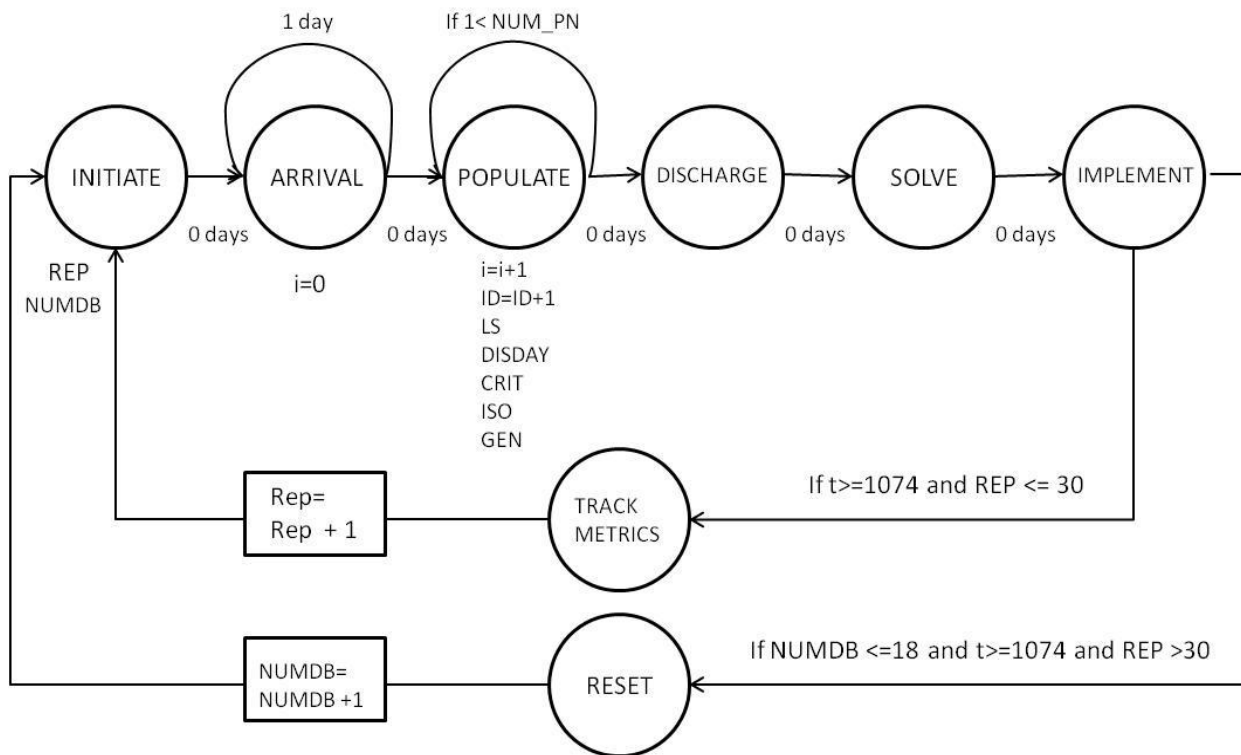 1 day
If 1< NUM_PN
INITIATE
ARRIVAL
POPULATE
DISCHARGE
SOLVE
IMPLEMENT
0 days
0 days
0 days
0 days
0 days
REP
NUMDB
i=0
i=i+1
ID=ID+1
LS
DISDAY
CRIT
ISO
GEN
If t>=1074 and REP <= 30
Rep=
Rep + 1
TRACK
METRICS
If NUMDB <=18 and t>=1074 and REP >30
NUMDB=
NUMDB +1
RESET